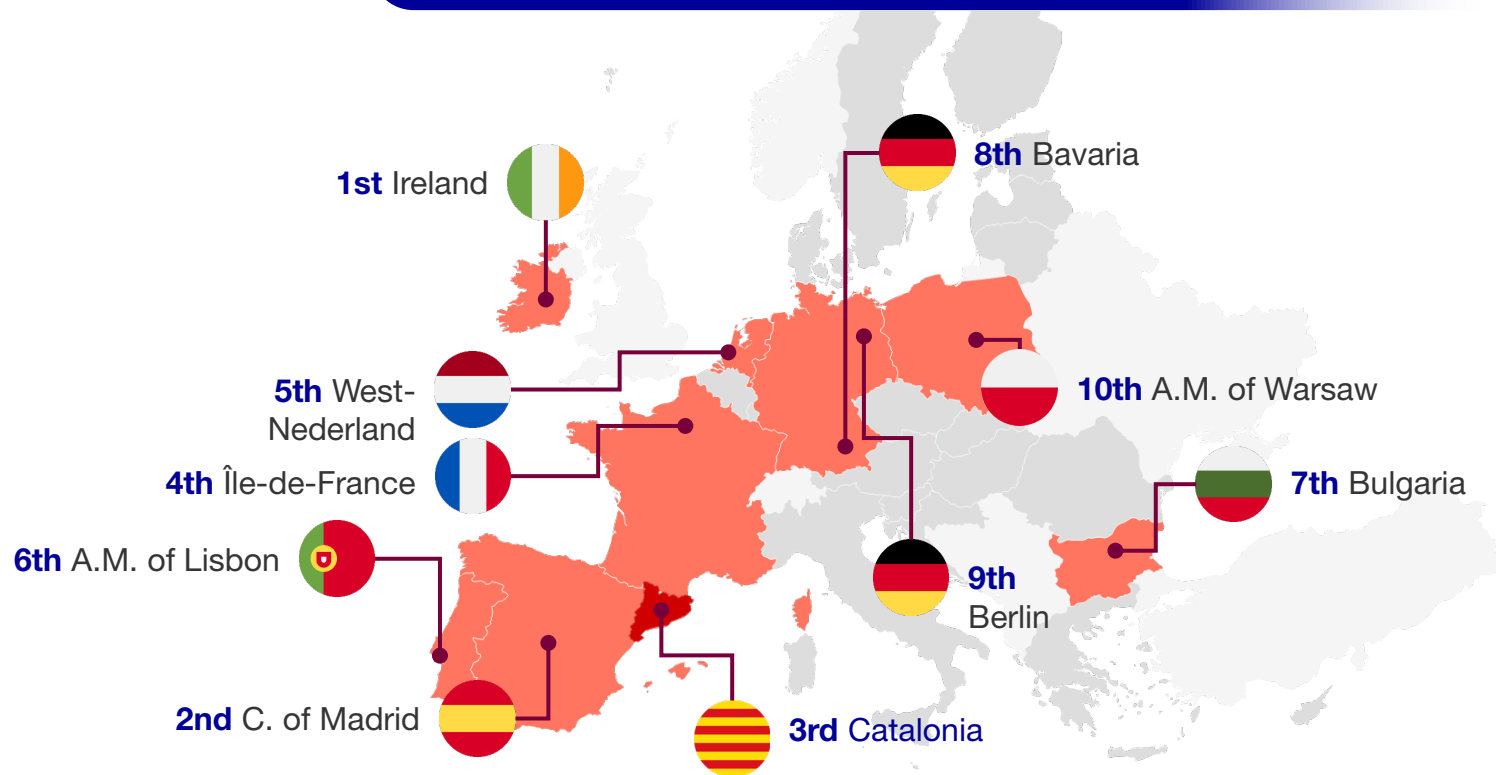 8th Bavaria
1st Ireland
5th West-
Nederland
10th A.M. of Warsaw
4th Île-de-France
7th Bulgaria
6th A.M. of Lisbon
9th
Berlin
2nd C. of Madrid
3rd Catalonia